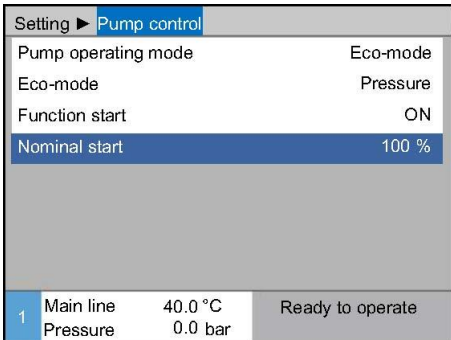 Setting ► Pump control
Pump operating mode Eco-mode
Eco-mode Pressure
Function start ON
Nominal start 100 %
1 Main line 40.0 °C Ready to operate
Pressure 0.0 bar